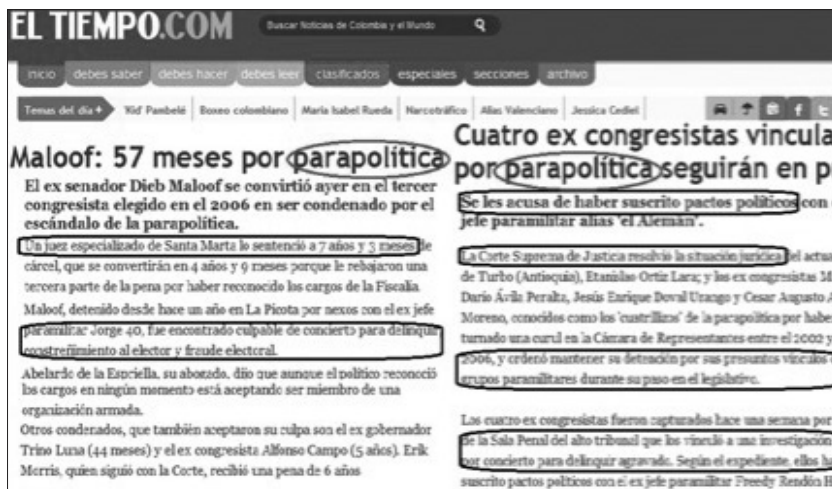 EL TIEMPO.COM
Buscar Noticias de Colombia y el Mundo
inicio debes saber debes hacer debes leer clasificados especiales secciones archivo
Temas del día + 'Kid' Pambelé Boxeo colombiano María Isabel Rueda Narcotráfico Alias Valenciano Jessica Cediel
Maloof: 57 meses por parapolítica
El ex senador Dieb Maloof se convirtió ayer en el tercer
congresista elegido en el 2006 en ser condenado por el
escándalo de la parapolítica.
Un juez especializado de Santa Marta lo sentenció a 7 años y 3 meses de
cárcel, que se convertirán en 4 años y 9 meses porque le rebajaron una
tercera parte de la pena por haber reconocido los cargos de la Fiscalía.
Maloof, detenido desde hace un año en La Picota por nexos con el ex jefe
paramilitar Jorge 40, fue encontrado culpable de concierto para delinquir,
constreñimiento al elector y fraude electoral.
Abelardo de la Espriella, su abogado, dijo que aunque el político reconoció
los cargos en ningún momento está aceptando ser miembro de una
organización armada.
Otros condenados, que también aceptaron su culpa son el ex gobernador
Trino Luna (44 meses) y el ex congresista Alfonso Campo (5 años). Erik
Morris, quien siguió con la Corte, recibió una pena de 6 años
Cuatro ex congresistas vincula
por parapolítica seguirán en p
Se les acusa de haber suscrito pactos políticos con
jefe paramilitar alias 'el Alemán'.
La Corte Suprema de Justica resolvió la situación jurídica del actua
de Turbo (Antioquia), Estanislao Ortiz Lara; y los ex congresistas M
Darío Ávila Peralta, Jesús Enrique Doval Urango y Cesar Augusto A
Moreno, conocidos como los 'custrillizos' de la parapolítica por habe
turnado una curul en la Cámara de Representantes entre el 2002 y
2006, y ordenó mantener su detención por sus presuntos vínculos
grupos paramilitares durante su paso en el legislativo.
Los cuatro ex congresistas fueron capturados hace una semana por
de la Sala Penal del alto tribunal que los vinculó a una investigación
por concierto para delinquir agravado. Según el expediente, ellos ha
suscrito pactos políticos con el ex jefe paramilitar Freedy Rendón H